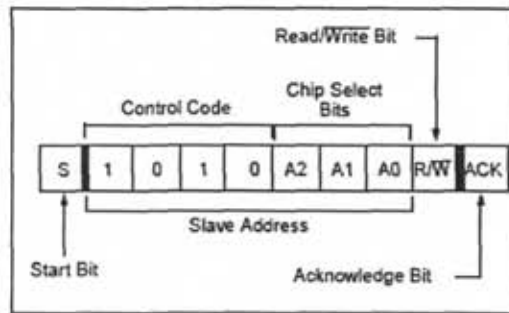 Read/Write Bit
Control Code
Chip Select
Bits
S 1 0 1 0 A2 A1 A0 R/W ACK
Slave Address
Start Bit
Acknowledge Bit